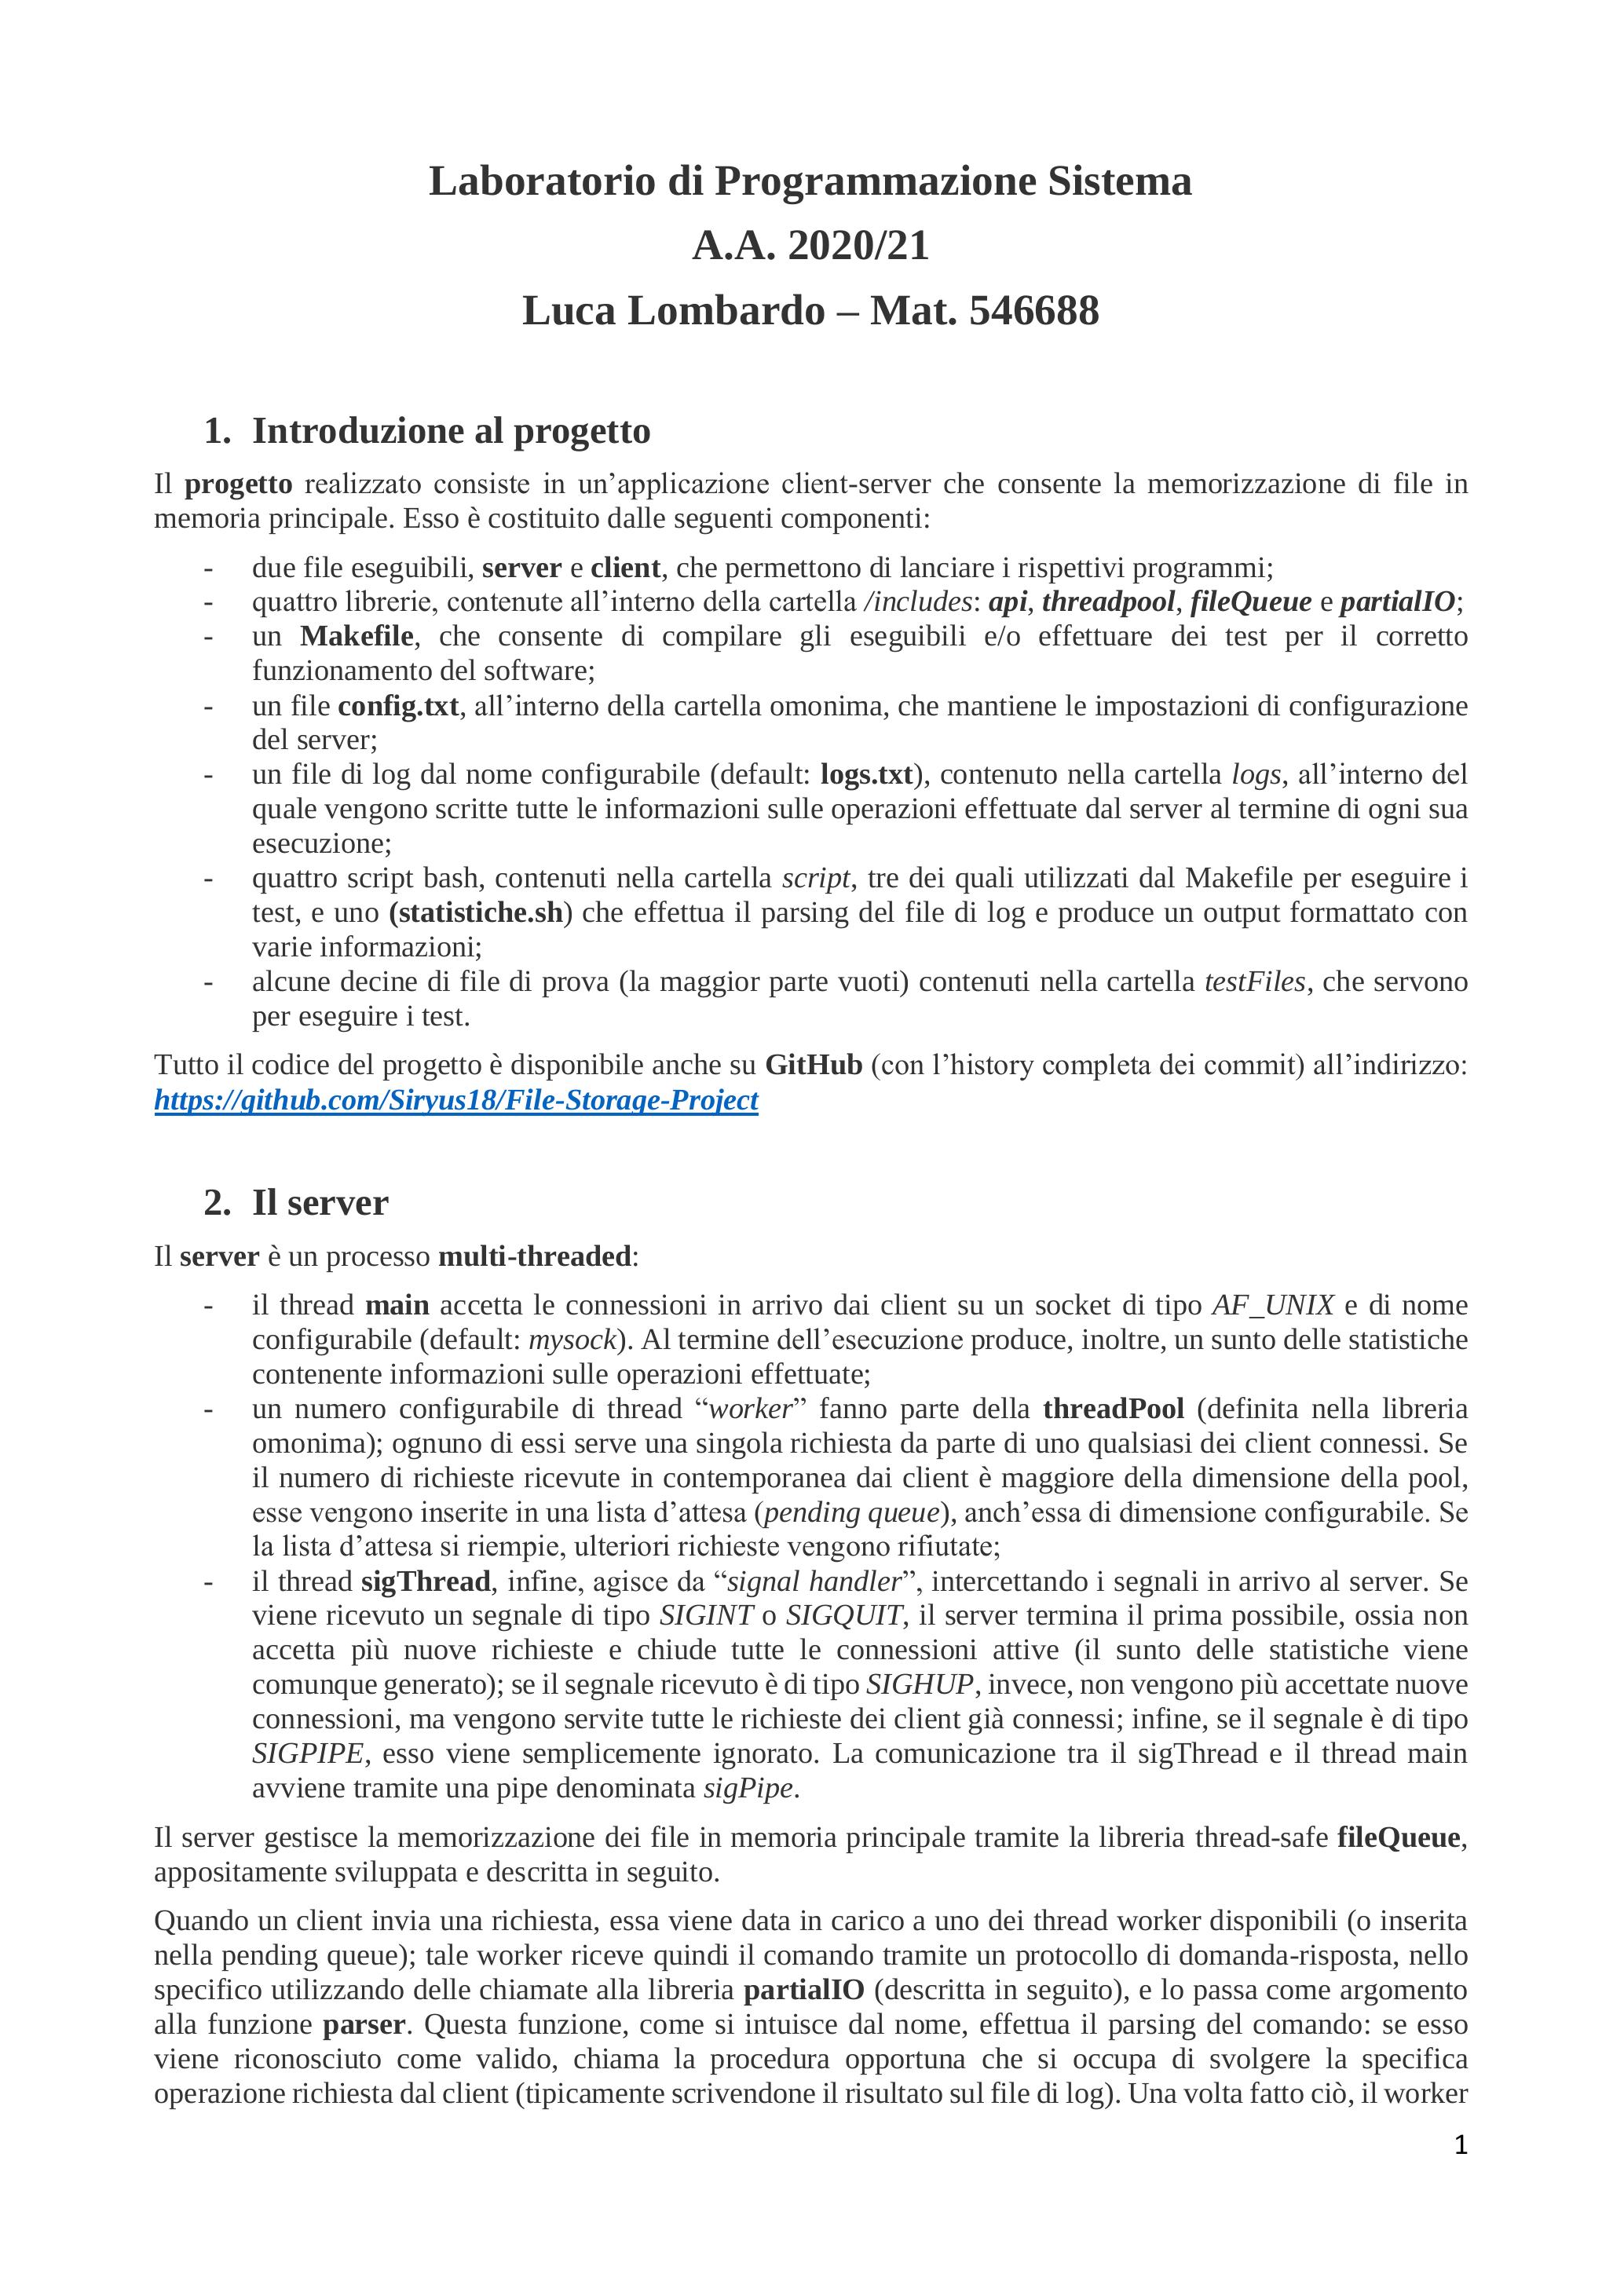 Laboratorio di Programmazione Sistema
A.A. 2020/21
Luca Lombardo – Mat. 546688
1. Introduzione al progetto
Il progetto realizzato consiste in un’applicazione client-server che consente la memorizzazione di file in
memoria principale. Esso è costituito dalle seguenti componenti:
- due file eseguibili, server e client, che permettono di lanciare i rispettivi programmi;
- quattro librerie, contenute all’interno della cartella /includes: api, threadpool, fileQueue e partialIO;
- un Makefile, che consente di compilare gli eseguibili e/o effettuare dei test per il corretto
funzionamento del software;
- un file config.txt, all’interno della cartella omonima, che mantiene le impostazioni di configurazione
del server;
- un file di log dal nome configurabile (default: logs.txt), contenuto nella cartella logs, all’interno del
quale vengono scritte tutte le informazioni sulle operazioni effettuate dal server al termine di ogni sua
esecuzione;
- quattro script bash, contenuti nella cartella script, tre dei quali utilizzati dal Makefile per eseguire i
test, e uno (statistiche.sh) che effettua il parsing del file di log e produce un output formattato con
varie informazioni;
- alcune decine di file di prova (la maggior parte vuoti) contenuti nella cartella testFiles, che servono
per eseguire i test.
Tutto il codice del progetto è disponibile anche su GitHub (con l’history completa dei commit) all’indirizzo:
https://github.com/Siryus18/File-Storage-Project
2. Il server
Il server è un processo multi-threaded:
- il thread main accetta le connessioni in arrivo dai client su un socket di tipo AF_UNIX e di nome
configurabile (default: mysock). Al termine dell’esecuzione produce, inoltre, un sunto delle statistiche
contenente informazioni sulle operazioni effettuate;
- un numero configurabile di thread “worker” fanno parte della threadPool (definita nella libreria
omonima); ognuno di essi serve una singola richiesta da parte di uno qualsiasi dei client connessi. Se
il numero di richieste ricevute in contemporanea dai client è maggiore della dimensione della pool,
esse vengono inserite in una lista d’attesa (pending queue), anch’essa di dimensione configurabile. Se
la lista d’attesa si riempie, ulteriori richieste vengono rifiutate;
- il thread sigThread, infine, agisce da “signal handler”, intercettando i segnali in arrivo al server. Se
viene ricevuto un segnale di tipo SIGINT o SIGQUIT, il server termina il prima possibile, ossia non
accetta più nuove richieste e chiude tutte le connessioni attive (il sunto delle statistiche viene
comunque generato); se il segnale ricevuto è di tipo SIGHUP, invece, non vengono più accettate nuove
connessioni, ma vengono servite tutte le richieste dei client già connessi; infine, se il segnale è di tipo
SIGPIPE, esso viene semplicemente ignorato. La comunicazione tra il sigThread e il thread main
avviene tramite una pipe denominata sigPipe.
Il server gestisce la memorizzazione dei file in memoria principale tramite la libreria thread-safe fileQueue,
appositamente sviluppata e descritta in seguito.
Quando un client invia una richiesta, essa viene data in carico a uno dei thread worker disponibili (o inserita
nella pending queue); tale worker riceve quindi il comando tramite un protocollo di domanda-risposta, nello
specifico utilizzando delle chiamate alla libreria partialIO (descritta in seguito), e lo passa come argomento
alla funzione parser. Questa funzione, come si intuisce dal nome, effettua il parsing del comando: se esso
viene riconosciuto come valido, chiama la procedura opportuna che si occupa di svolgere la specifica
operazione richiesta dal client (tipicamente scrivendone il risultato sul file di log). Una volta fatto ciò, il worker
1